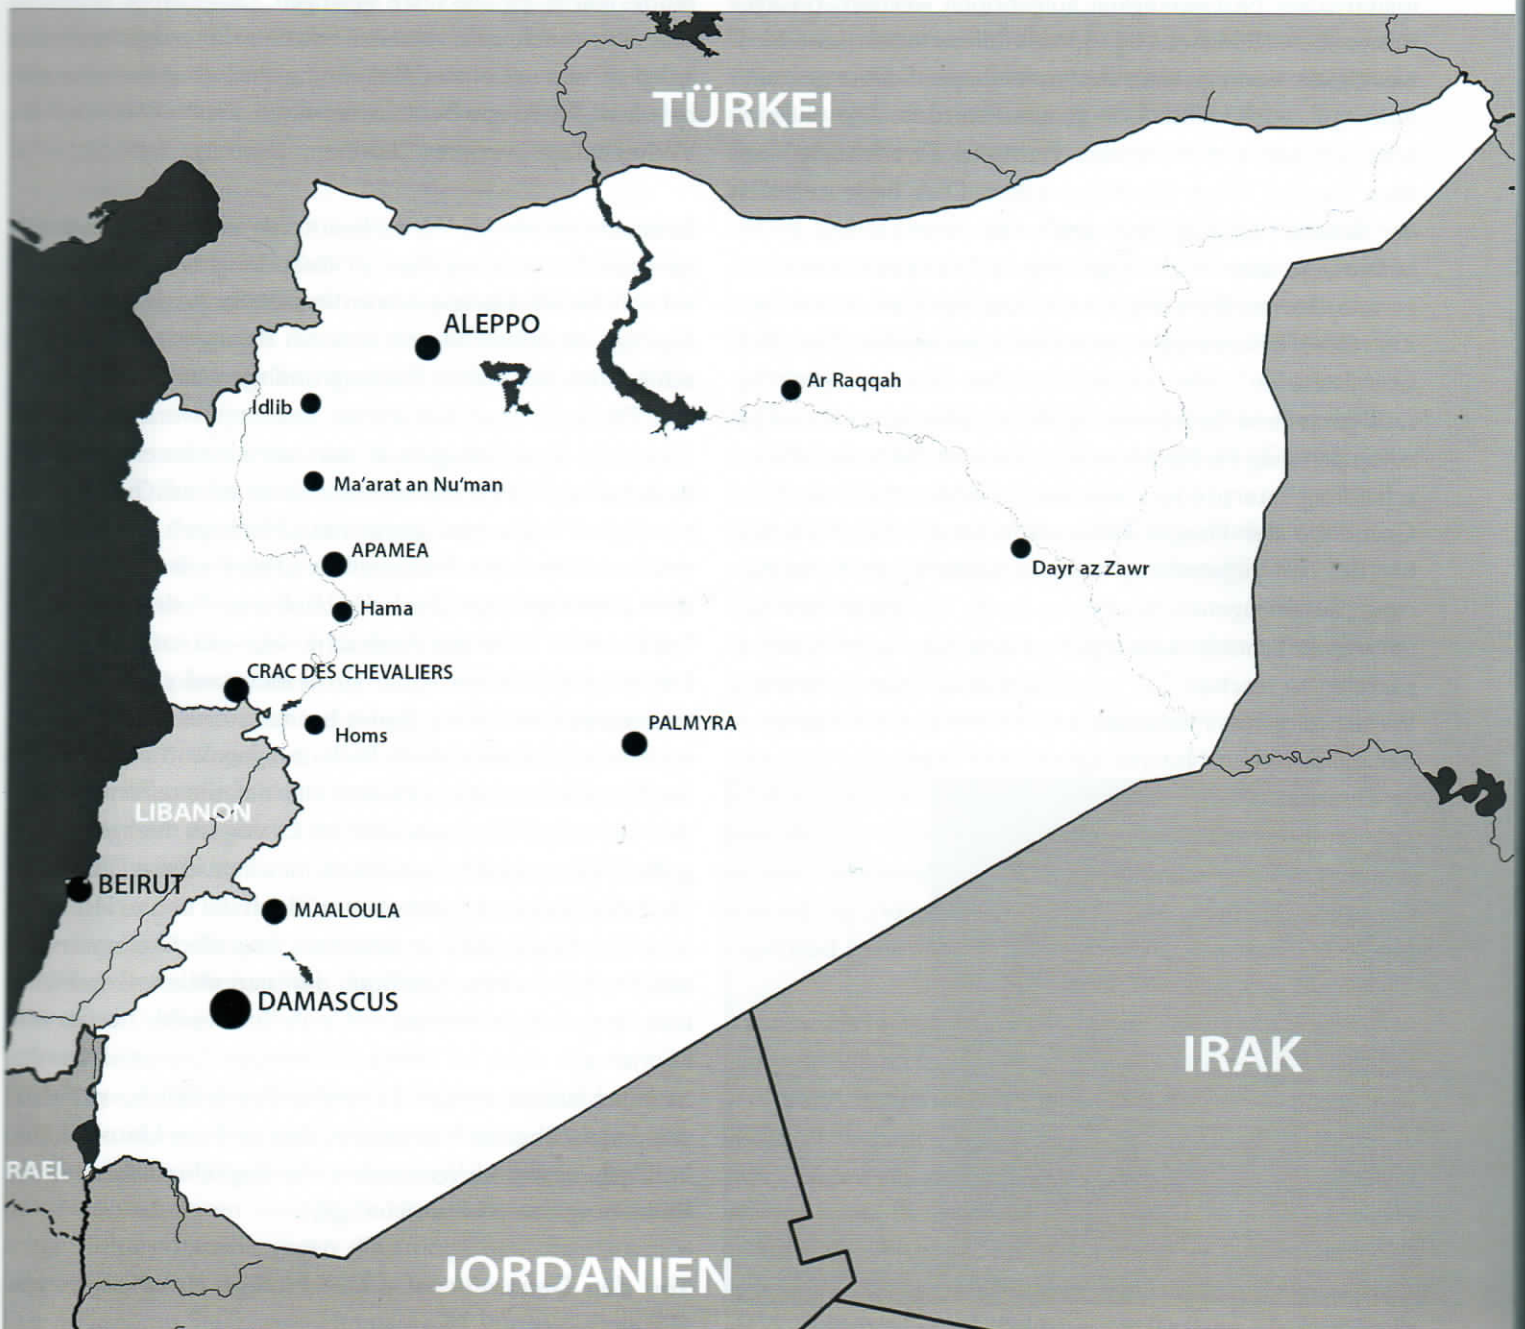 TÜRKEI
ALEPPO
Ar Raqqah
Idlib
Ma'arat an Nu'man
APAMEA
Dayr az Zawr
Hama
CRAC DES CHEVALIERS
PALMYRA
Homs
LIBANON
BEIRUT
MAALOULA
DAMASCUS
IRAK
RAEL
JORDANIEN